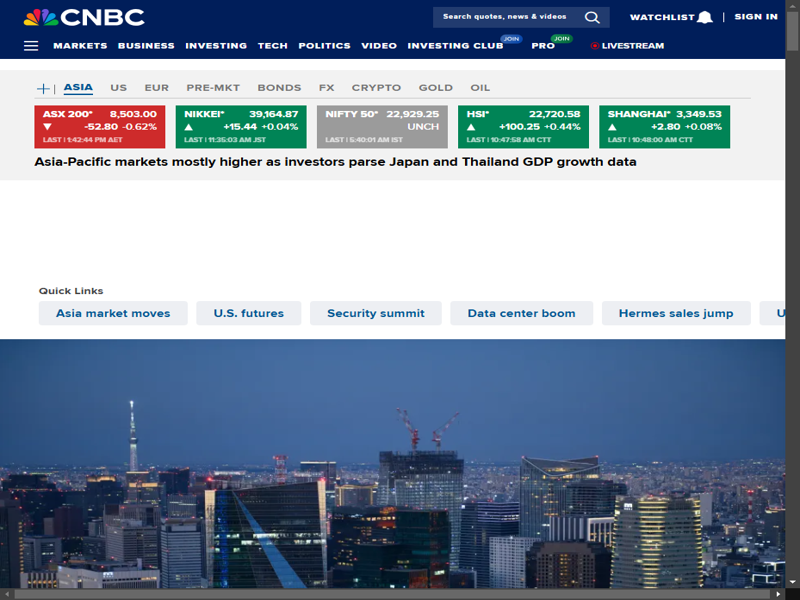 CNBC
Search quotes, news & videos
WATCHLIST | SIGN IN
MARKETS BUSINESS INVESTING TECH POLITICS VIDEO INVESTING CLUB JOIN PRO JOIN LIVESTREAM
+ | ASIA US EUR PRE-MKT BONDS FX CRYPTO GOLD OIL
ASX 200* 8,503.00
-52.80 -0.62%
LAST | 1:42:44 PM AET
NIKKEI* 39,164.87
+15.44 +0.04%
LAST | 11:35:03 AM JST
NIFTY 50* 22,929.25
UNCH
LAST | 5:40:01 AM IST
HSI* 22,720.58
+100.25 +0.44%
LAST | 10:47:58 AM CTT
SHANGHAI* 3,349.53
+2.80 +0.08%
LAST | 10:48:00 AM CTT
Asia-Pacific markets mostly higher as investors parse Japan and Thailand GDP growth data
Quick Links
Asia market moves
U.S. futures
Security summit
Data center boom
Hermes sales jump
U